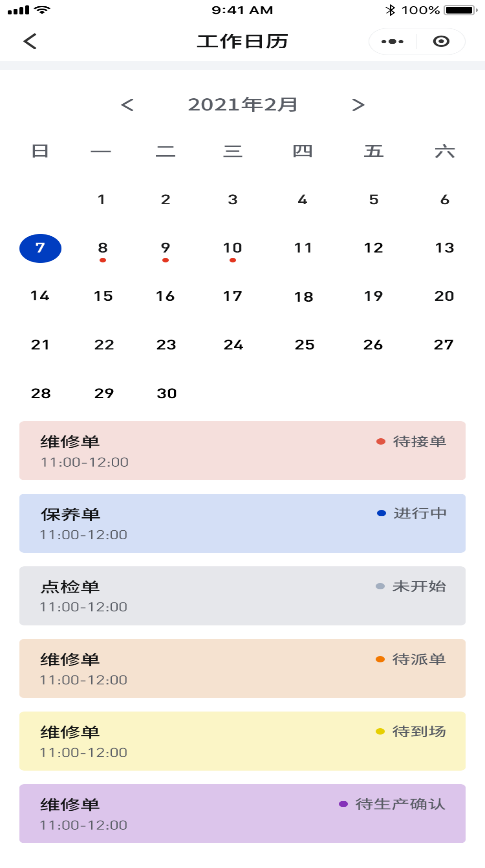 9:41 AM 100%
工作日历
2021年2月
日 一 二 三 四 五 六
1 2 3 4 5 6
7 8 9 10 11 12 13
14 15 16 17 18 19 20
21 22 23 24 25 26 27
28 29 30
维修单 待接单
11:00-12:00
保养单 进行中
11:00-12:00
点检单 未开始
11:00-12:00
维修单 待派单
11:00-12:00
维修单 待到场
11:00-12:00
维修单 待生产确认
11:00-12:00